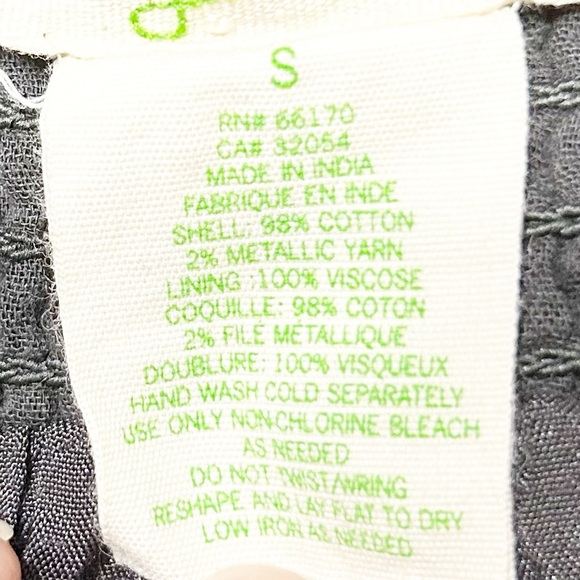 S
RN# 66170
CA# 32054
MADE IN INDIA
FABRIQUE EN INDE
SHELL: 98% COTTON
2% METALLIC YARN
LINING :100% VISCOSE
COQUILLE: 98% COTON
2% FILE MÉTALLIQUE
DOUBLURE: 100% VISQUEUX
HAND WASH COLD SEPARATELY
USE ONLY NON-CHLORINE BLEACH
AS NEEDED
DO NOT TWIST/WRING
RESHAPE AND LAY FLAT TO DRY
LOW IRON AS NEEDED